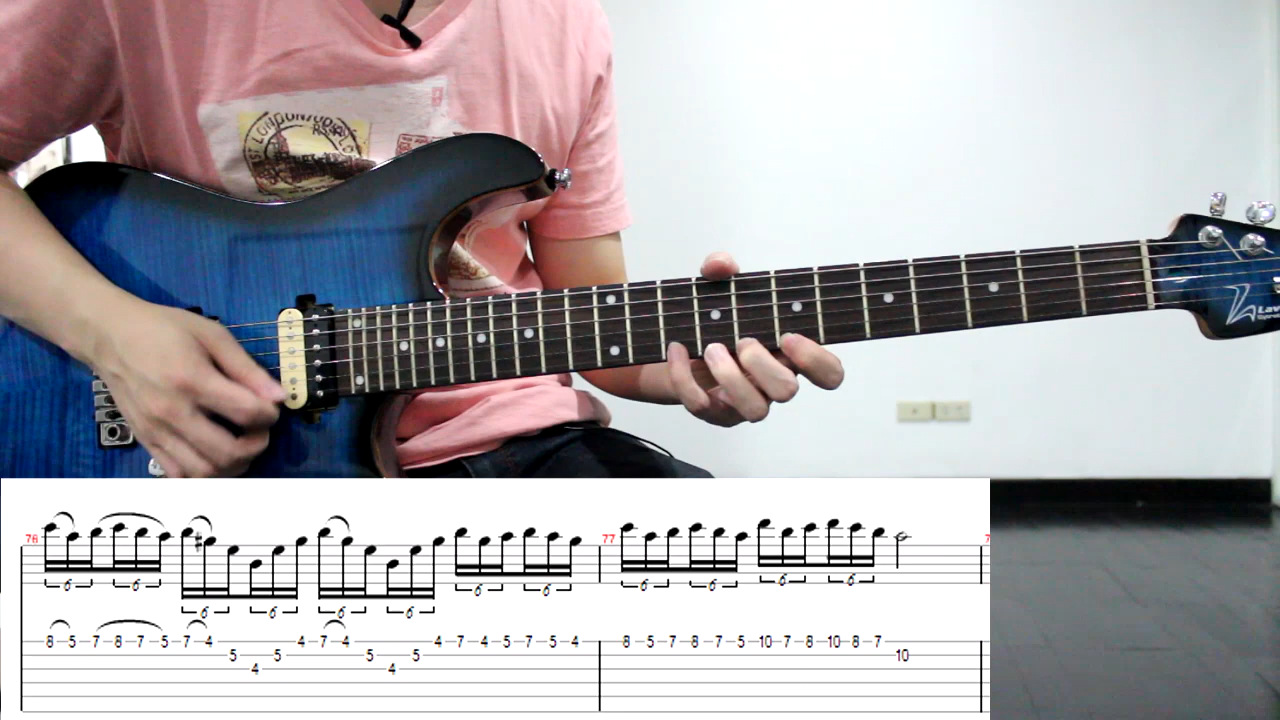 LONDON
Lav
76
77
6 6 6 6 6 6 6 6
6 6 6 6
8 5 7 8 7 5 7 4 4 7 4 4 7 4 5 7 5 4 8 5 7 8 7 5 10 7 8 10 8 7
5 5 5 5 10
4 4